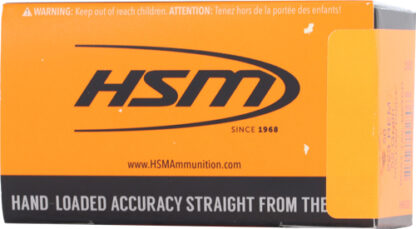 WARNING: Keep out of reach children. ATTENTION: Tenez hors de la portée des enfants!
HSM
SINCE 1968
www.HSMAmmunition.com
HAND-LOADED ACCURACY STRAIGHT FROM THE